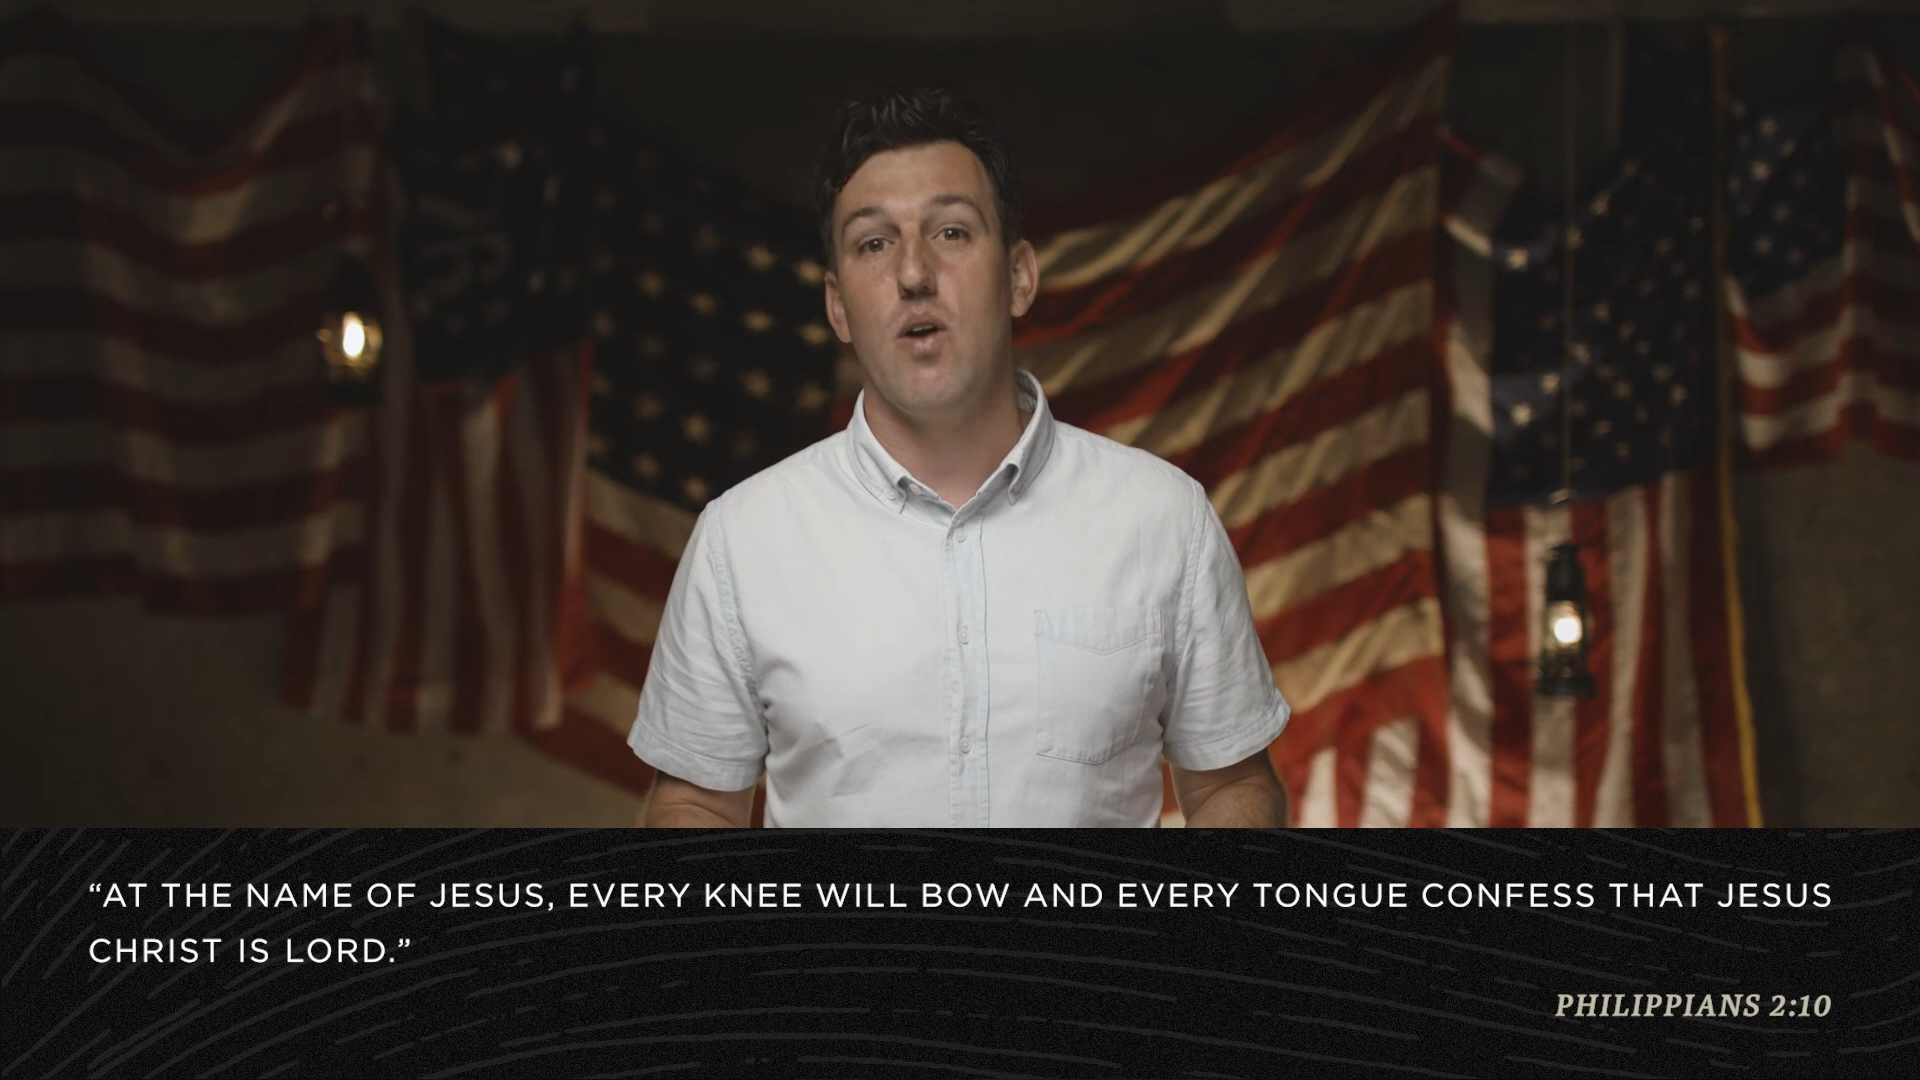 “AT THE NAME OF JESUS, EVERY KNEE WILL BOW AND EVERY TONGUE CONFESS THAT JESUS
CHRIST IS LORD.”
PHILIPPIANS 2:10